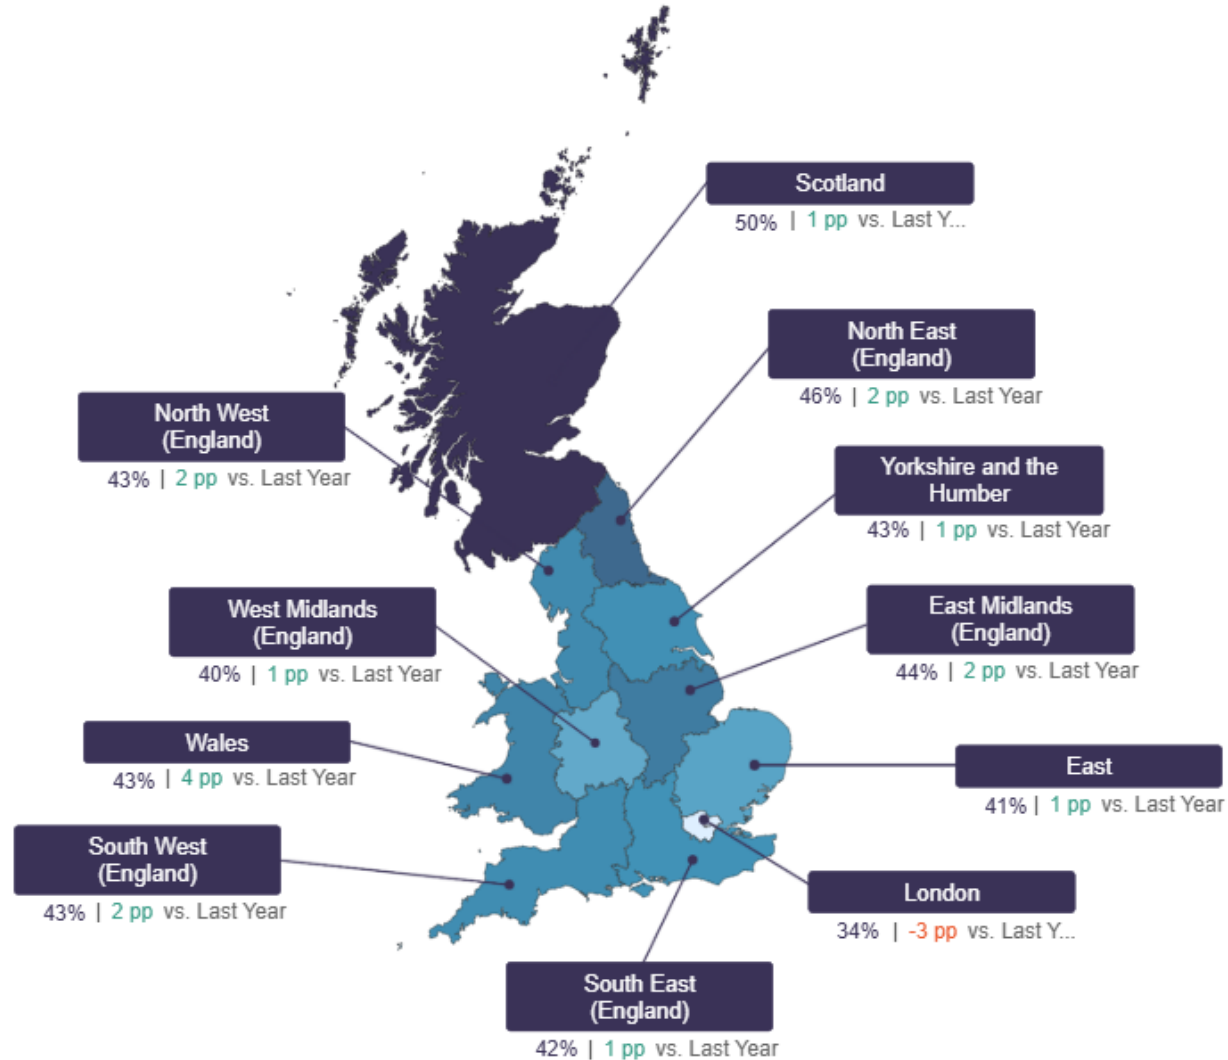 Scotland
50% | 1 pp vs. Last Y...
North East
(England)
46% | 2 pp vs. Last Year
North West
(England)
43% | 2 pp vs. Last Year
Yorkshire and the
Humber
43% | 1 pp vs. Last Year
West Midlands
(England)
40% | 1 pp vs. Last Year
East Midlands
(England)
44% | 2 pp vs. Last Year
Wales
43% | 4 pp vs. Last Year
East
41% | 1 pp vs. Last Year
South West
(England)
43% | 2 pp vs. Last Year
London
34% | -3 pp vs. Last Y...
South East
(England)
42% | 1 pp vs. Last Year